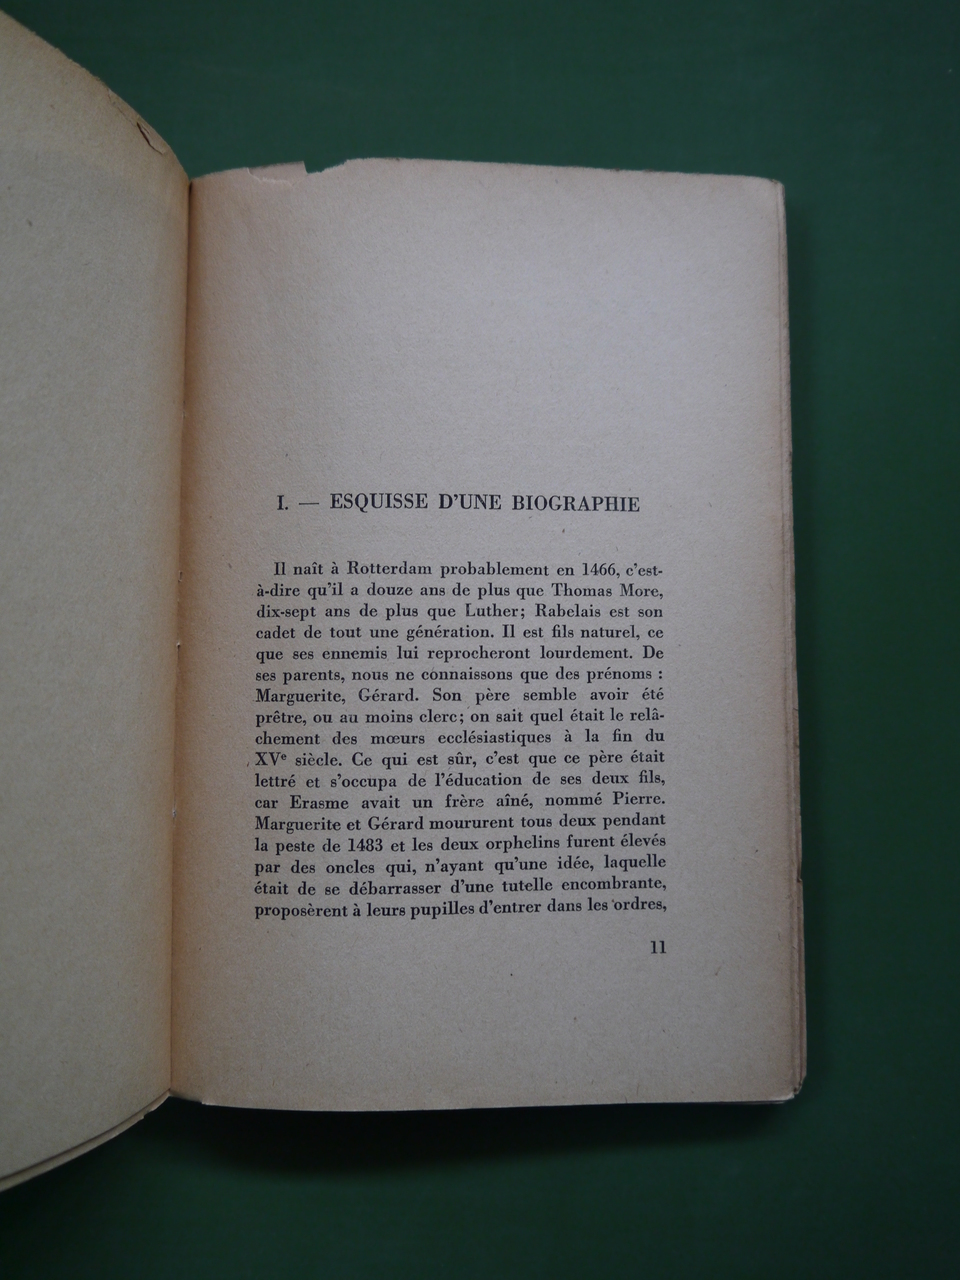 I. — ESQUISSE D'UNE BIOGRAPHIE
Il naît à Rotterdam probablement en 1466, c'est-
à-dire qu'il a douze ans de plus que Thomas More,
dix-sept ans de plus que Luther; Rabelais est son
cadet de tout une génération. Il est fils naturel, ce
que ses ennemis lui reprocheront lourdement. De
ses parents, nous ne connaissons que des prénoms :
Marguerite, Gérard. Son père semble avoir été
prêtre, ou au moins clerc; on sait quel était le relâ-
chement des mœurs ecclésiastiques à la fin du
XVe siècle. Ce qui est sûr, c'est que ce père était
lettré et s'occupa de l'éducation de ses deux fils,
car Erasme avait un frère aîné, nommé Pierre.
Marguerite et Gérard moururent tous deux pendant
la peste de 1483 et les deux orphelins furent élevés
par des oncles qui, n'ayant qu'une idée, laquelle
était de se débarrasser d'une tutelle encombrante,
proposèrent à leurs pupilles d'entrer dans les ordres,
11